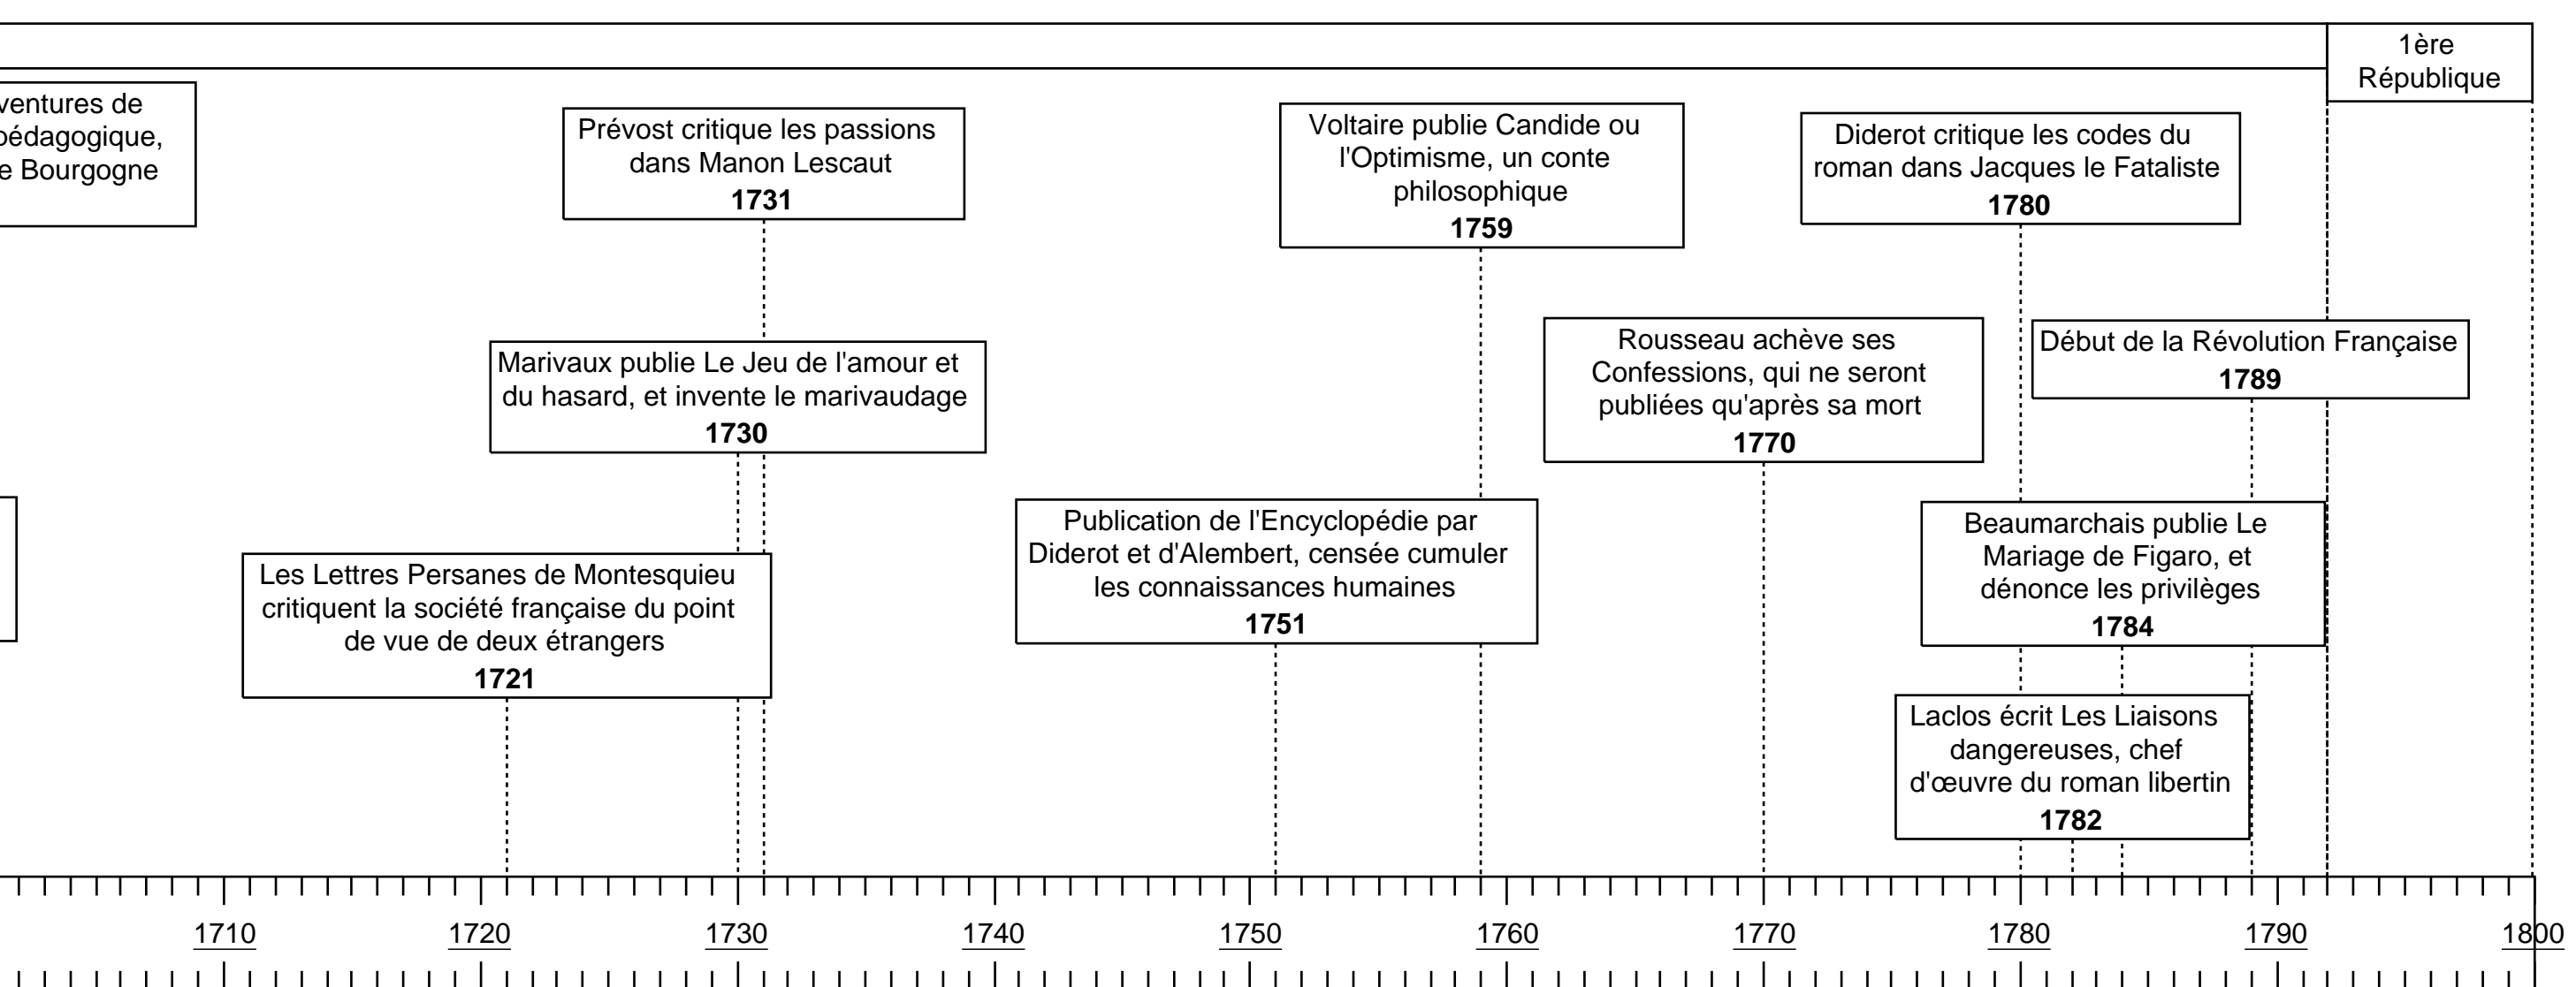 1ère
République
ventures de
pédagogique,
e Bourgogne
Prévost critique les passions
dans Manon Lescaut
1731
Voltaire publie Candide ou
l'Optimisme, un conte
philosophique
1759
Diderot critique les codes du
roman dans Jacques le Fataliste
1780
Marivaux publie Le Jeu de l'amour et
du hasard, et invente le marivaudage
1730
Rousseau achève ses
Confessions, qui ne seront
publiées qu'après sa mort
1770
Début de la Révolution Française
1789
Les Lettres Persanes de Montesquieu
critiquent la société française du point
de vue de deux étrangers
1721
Publication de l'Encyclopédie par
Diderot et d'Alembert, censée cumuler
les connaissances humaines
1751
Beaumarchais publie Le
Mariage de Figaro, et
dénonce les privilèges
1784
Laclos écrit Les Liaisons
dangereuses, chef
d'œuvre du roman libertin
1782
1710 1720 1730 1740 1750 1760 1770 1780 1790 1800